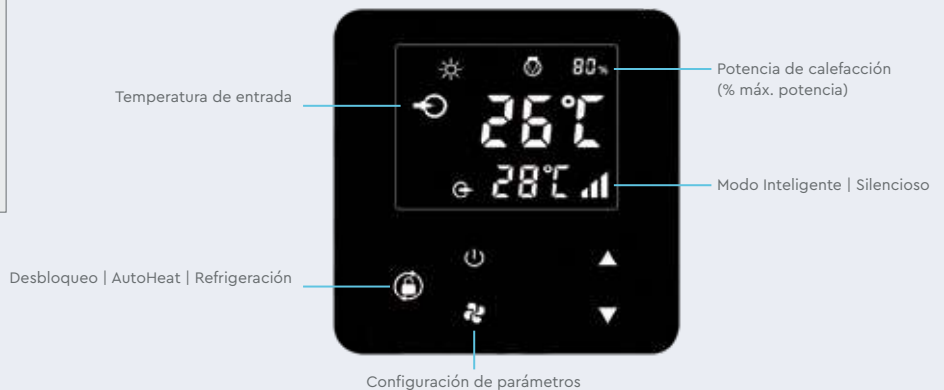 80%
Potencia de calefacción
(% máx. potencia)
Temperatura de entrada
26°C
28°C
Modo Inteligente | Silencioso
Desbloqueo | AutoHeat | Refrigeración
Configuración de parámetros